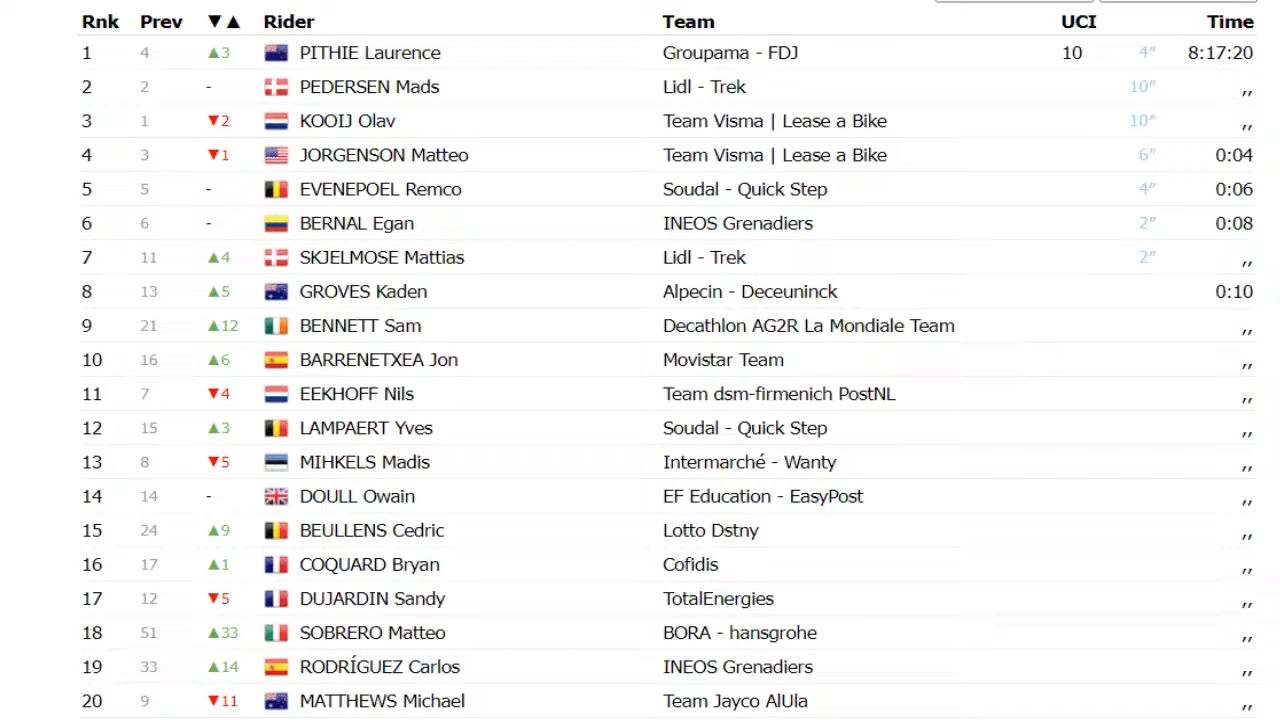 Rnk Prev ▼▲ Rider Team UCI Time
1 4 ▲3 PITHIE Laurence Groupama - FDJ 10 4″ 8:17:20
2 2 - PEDERSEN Mads Lidl - Trek 10″ ,,
3 1 ▼2 KOOIJ Olav Team Visma | Lease a Bike 10″ ,,
4 3 ▼1 JORGENSON Matteo Team Visma | Lease a Bike 6″ 0:04
5 5 - EVENEPOEL Remco Soudal - Quick Step 4″ 0:06
6 6 - BERNAL Egan INEOS Grenadiers 2″ 0:08
7 11 ▲4 SKJELMOSE Mattias Lidl - Trek 2″ ,,
8 13 ▲5 GROVES Kaden Alpecin - Deceuninck 0:10
9 21 ▲12 BENNETT Sam Decathlon AG2R La Mondiale Team ,,
10 16 ▲6 BARRENETXEA Jon Movistar Team ,,
11 7 ▼4 EEKHOFF Nils Team dsm-firmenich PostNL ,,
12 15 ▲3 LAMPAERT Yves Soudal - Quick Step ,,
13 8 ▼5 MIHKELS Madis Intermarché - Wanty ,,
14 14 - DOULL Owain EF Education - EasyPost ,,
15 24 ▲9 BEULLENS Cedric Lotto Dstny ,,
16 17 ▲1 COQUARD Bryan Cofidis ,,
17 12 ▼5 DUJARDIN Sandy TotalEnergies ,,
18 51 ▲33 SOBRERO Matteo BORA - hansgrohe ,,
19 33 ▲14 RODRÍGUEZ Carlos INEOS Grenadiers ,,
20 9 ▼11 MATTHEWS Michael Team Jayco AlUla ,,